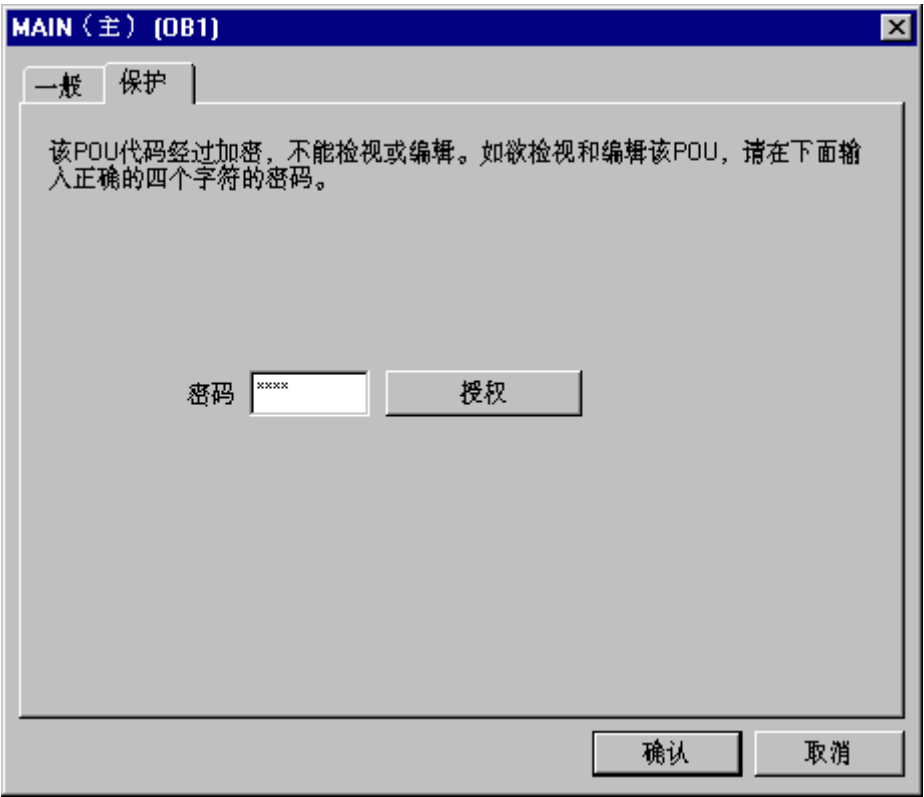 MAIN（主） (OB1)
一般
保护
该POU代码经过加密，不能检视或编辑。如欲检视和编辑该POU，请在下面输
入正确的四个字符的密码。
密码 **** 授权
确认 取消